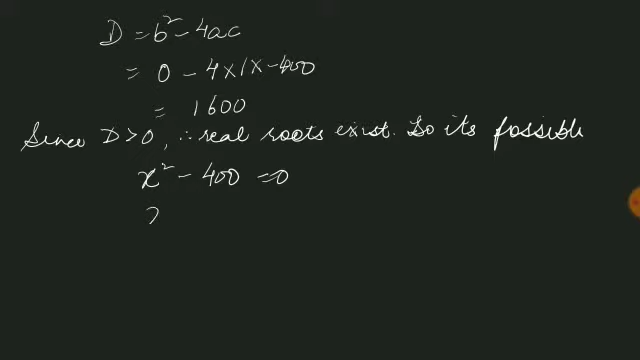 D = b² - 4ac
= 0 - 4 × 1 × -400
= 1600
Since D > 0, ∴ real roots exist. So its possible
x² - 400 = 0